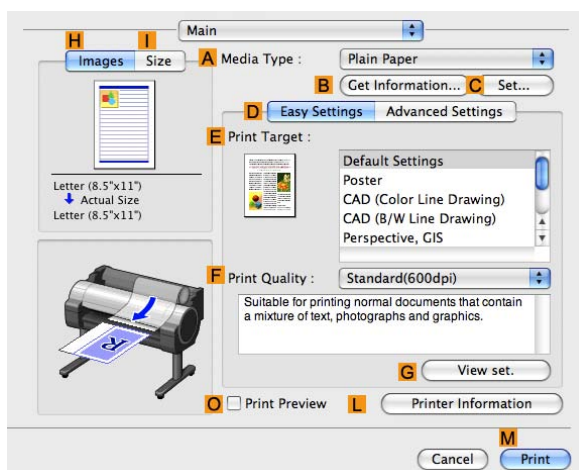 Main
H I
Images Size
A Media Type : Plain Paper
B Get Information... C Set...
D Easy Settings Advanced Settings
E Print Target :
Default Settings
Poster
CAD (Color Line Drawing)
CAD (B/W Line Drawing)
Perspective, GIS
Letter (8.5"x11")
Actual Size
Letter (8.5"x11")
F Print Quality : Standard(600dpi)
Suitable for printing normal documents that contain
a mixture of text, photographs and graphics.
G View set.
O Print Preview L Printer Information
M
Cancel Print